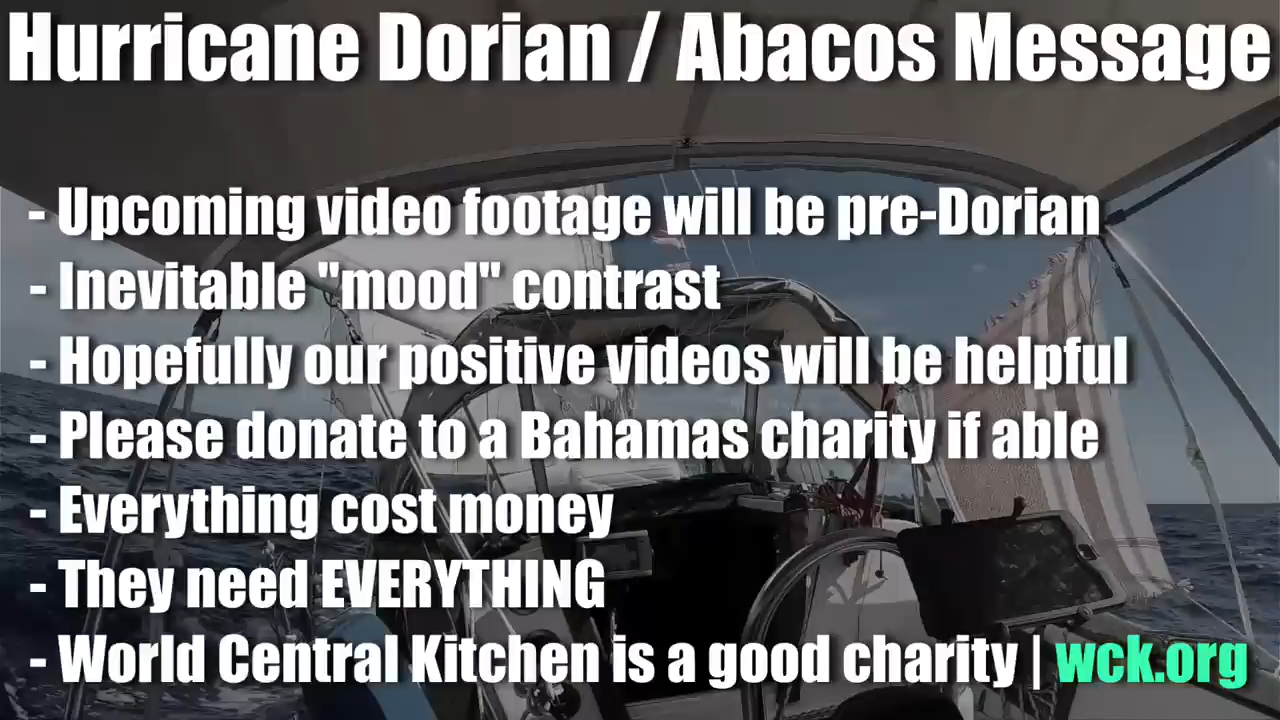 Hurricane Dorian / Abacos Message
- Upcoming video footage will be pre-Dorian
- Inevitable "mood" contrast
- Hopefully our positive videos will be helpful
- Please donate to a Bahamas charity if able
- Everything cost money
- They need EVERYTHING
- World Central Kitchen is a good charity | wck.org